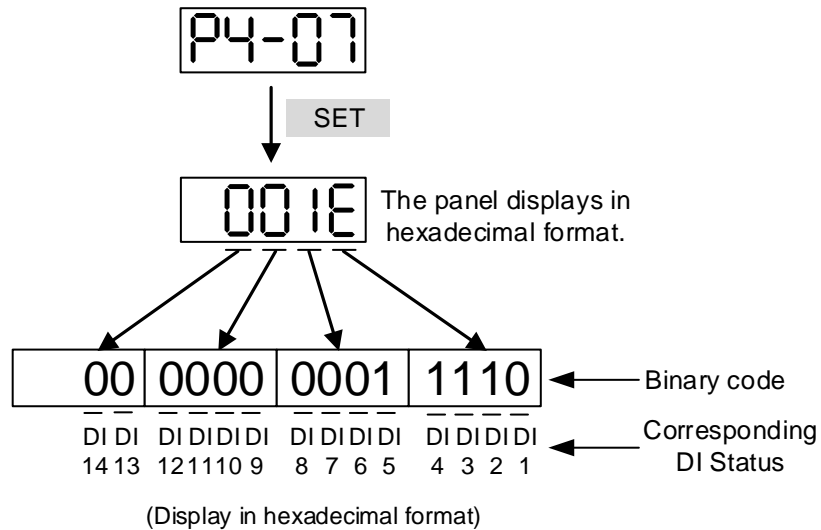 P4-07
SET
001E
The panel displays in
hexadecimal format.
00 0000 0001 1110
Binary code
DI DI DI DI DI DI DI DI DI DI DI DI DI DI
14 13 12 11 10 9 8 7 6 5 4 3 2 1
Corresponding
DI Status
(Display in hexadecimal format)